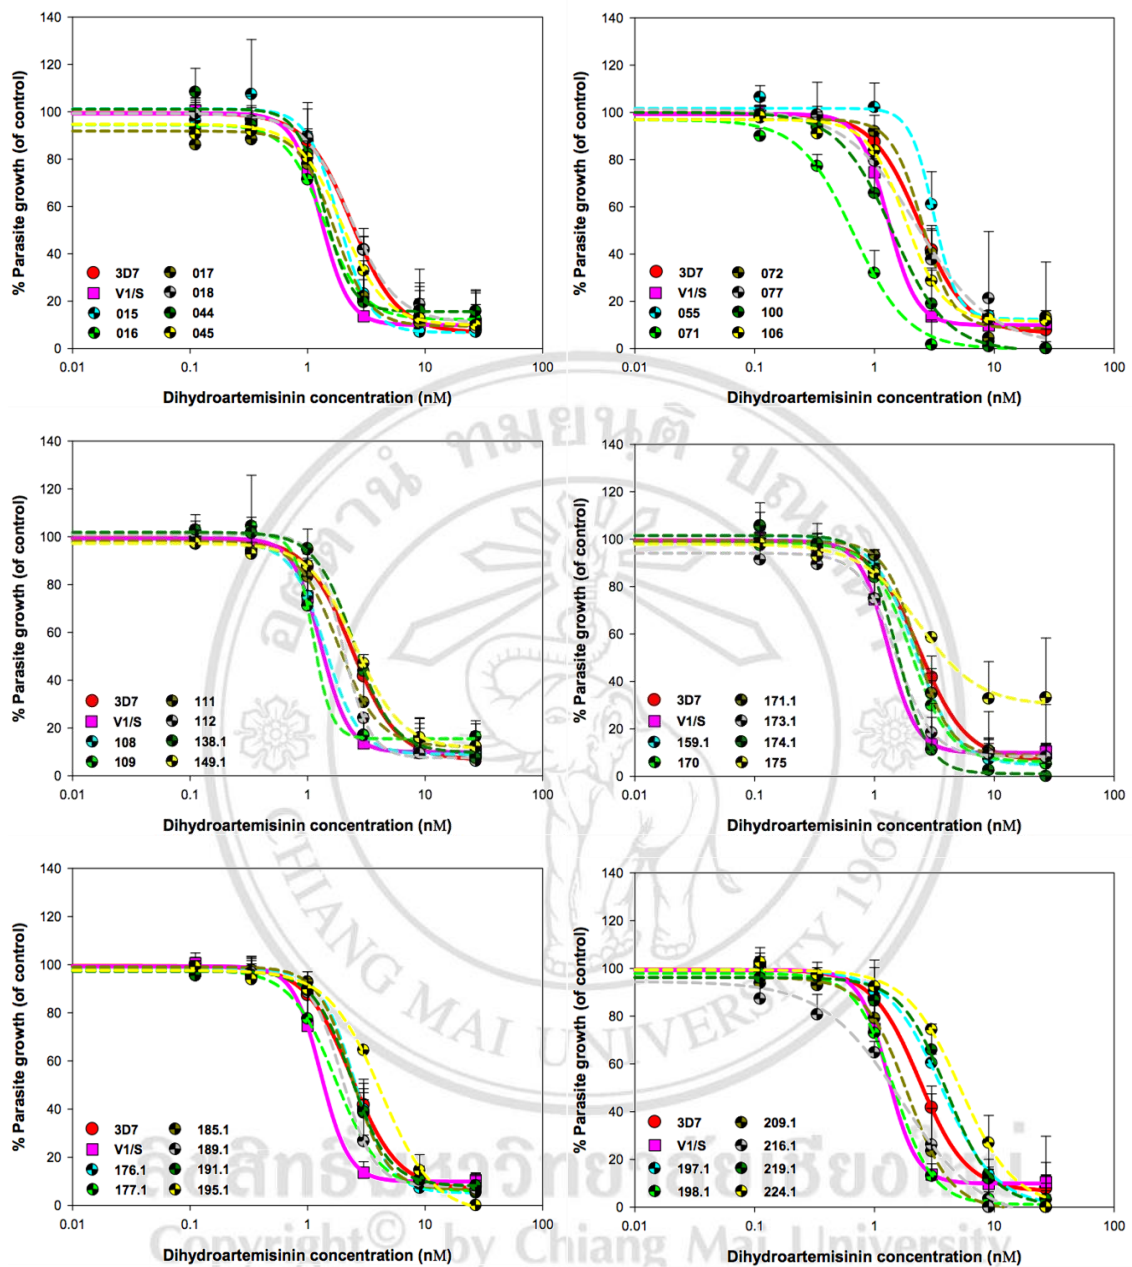 140
120
100
80
60
40
20
0
% Parasite growth (of control)
3D7
V1/S
015
016
017
018
044
045
0.01 0.1 1 10 100
Dihydroartemisinin concentration (nM)
140
120
100
80
60
40
20
0
% Parasite growth (of control)
3D7
V1/S
055
071
072
077
100
106
0.01 0.1 1 10 100
Dihydroartemisinin concentration (nM)
140
120
100
80
60
40
20
0
% Parasite growth (of control)
3D7
V1/S
108
109
111
112
138.1
149.1
0.01 0.1 1 10 100
Dihydroartemisinin concentration (nM)
140
120
100
80
60
40
20
0
% Parasite growth (of control)
3D7
V1/S
159.1
170
171.1
173.1
174.1
175
0.01 0.1 1 10 100
Dihydroartemisinin concentration (nM)
140
120
100
80
60
40
20
0
% Parasite growth (of control)
3D7
V1/S
176.1
177.1
185.1
189.1
191.1
195.1
0.01 0.1 1 10 100
Dihydroartemisinin concentration (nM)
140
120
100
80
60
40
20
0
% Parasite growth (of control)
3D7
V1/S
197.1
198.1
209.1
216.1
219.1
224.1
0.01 0.1 1 10 100
Dihydroartemisinin concentration (nM)
CHIANG MAI UNIVERSITY 1964
Copyright© by Chiang Mai University